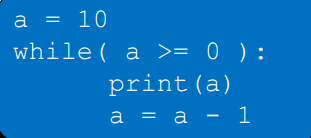 a = 10
while( a >= 0 ):
      print(a)
      a = a - 1